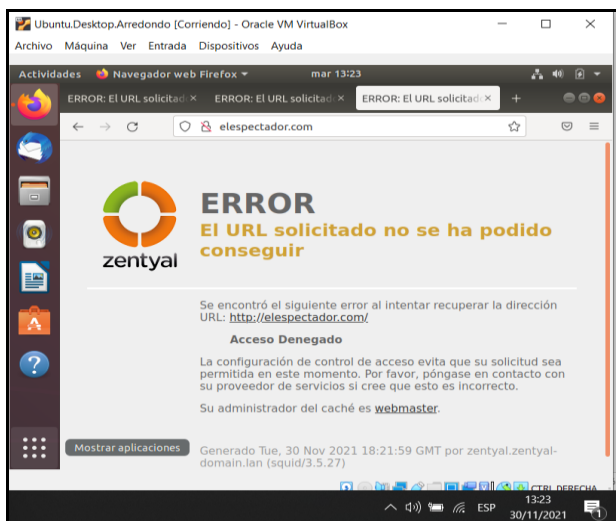 Ubuntu.Desktop.Arredondo [Corriendo] - Oracle VM VirtualBox
Archivo Máquina Ver Entrada Dispositivos Ayuda
Actividades Navegador web Firefox mar 13:23
ERROR: El URL solicitad ERROR: El URL solicitad ERROR: El URL solicitad
elespectador.com
zentyal
ERROR
El URL solicitado no se ha podido
conseguir
Se encontró el siguiente error al intentar recuperar la dirección
URL: http://elespectador.com/
Acceso Denegado
La configuración de control de acceso evita que su solicitud sea
permitida en este momento. Por favor, póngase en contacto con
su proveedor de servicios si cree que esto es incorrecto.
Su administrador del caché es webmaster.
Mostrar aplicaciones
Generado Tue, 30 Nov 2021 18:21:59 GMT por zentyal.zentyal-
domain.lan (squid/3.5.27)
CTRL DERECHA
ESP
13:23
30/11/2021
1